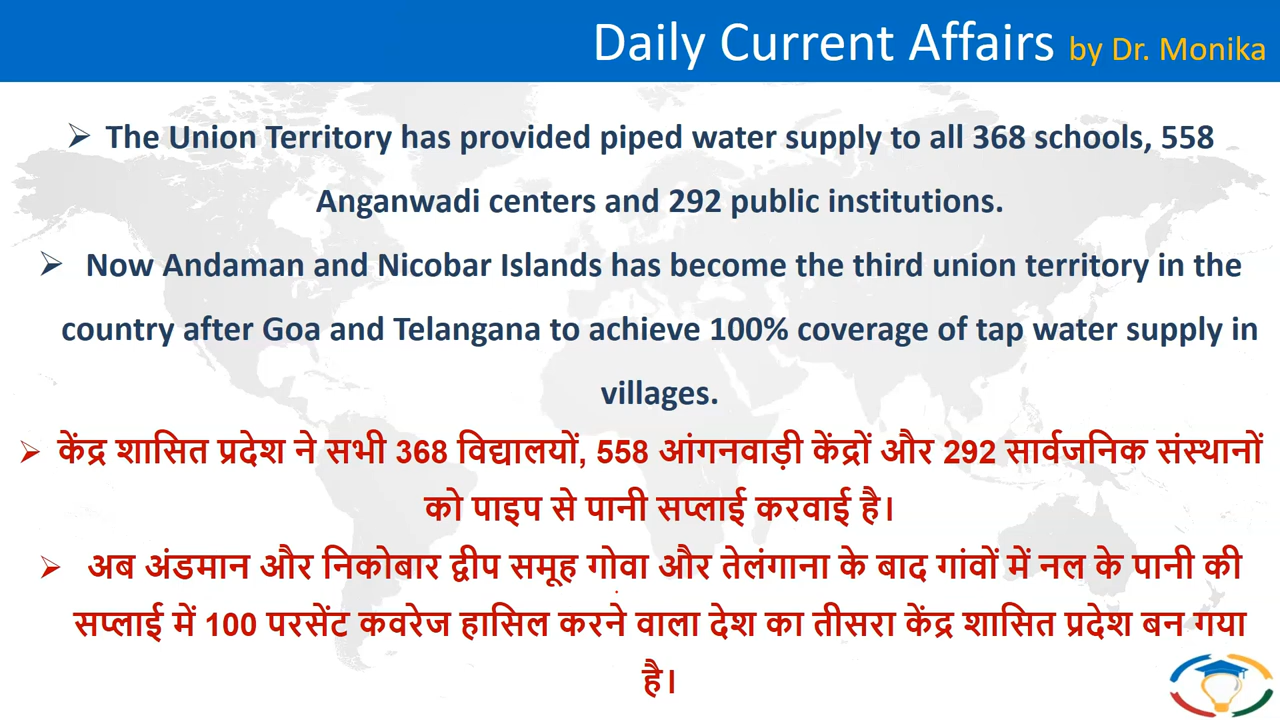 Daily Current Affairs by Dr. Monika
➢ The Union Territory has provided piped water supply to all 368 schools, 558
Anganwadi centers and 292 public institutions.
➢ Now Andaman and Nicobar Islands has become the third union territory in the
country after Goa and Telangana to achieve 100% coverage of tap water supply in
villages.
➢ केंद्र शासित प्रदेश ने सभी 368 विद्यालयों, 558 आंगनवाड़ी केंद्रों और 292 सार्वजनिक संस्थानों
को पाइप से पानी सप्लाई करवाई है।
➢ अब अंडमान और निकोबार द्वीप समूह गोवा और तेलंगाना के बाद गांवों में नल के पानी की
सप्लाई में 100 परसेंट कवरेज हासिल करने वाला देश का तीसरा केंद्र शासित प्रदेश बन गया
है।